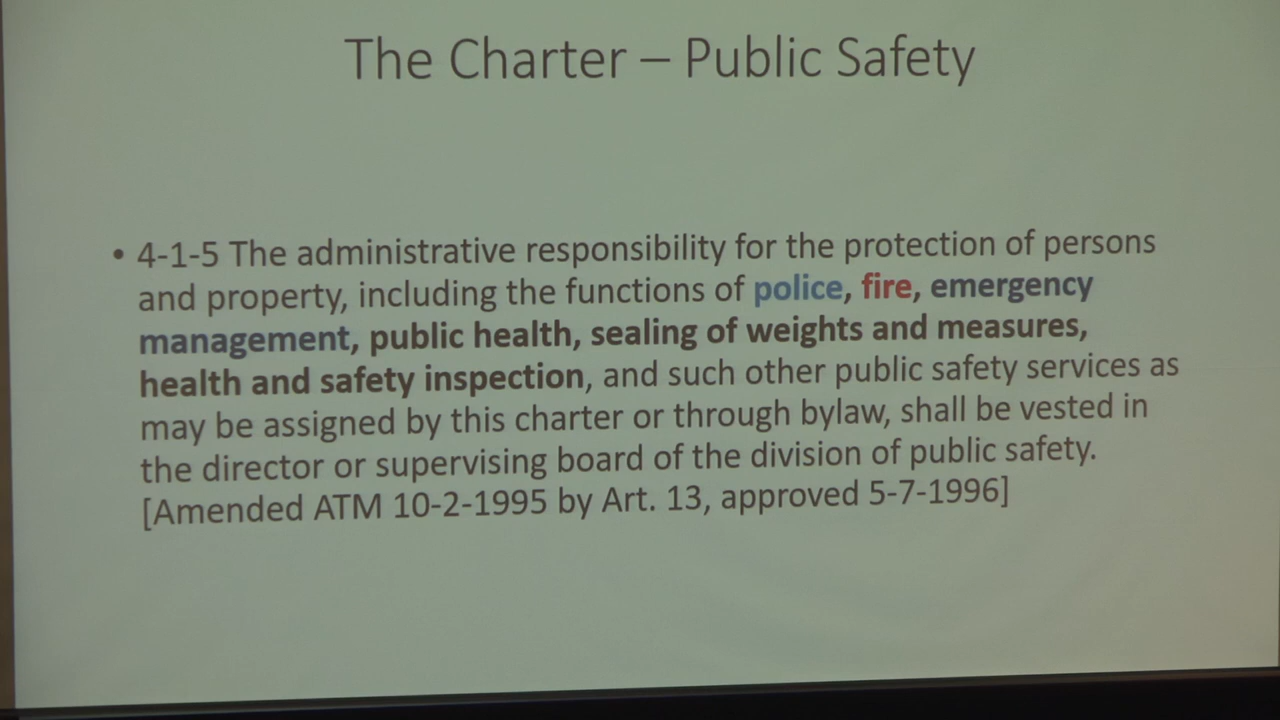 The Charter – Public Safety
• 4-1-5 The administrative responsibility for the protection of persons
and property, including the functions of police, fire, emergency
management, public health, sealing of weights and measures,
health and safety inspection, and such other public safety services as
may be assigned by this charter or through bylaw, shall be vested in
the director or supervising board of the division of public safety.
[Amended ATM 10-2-1995 by Art. 13, approved 5-7-1996]